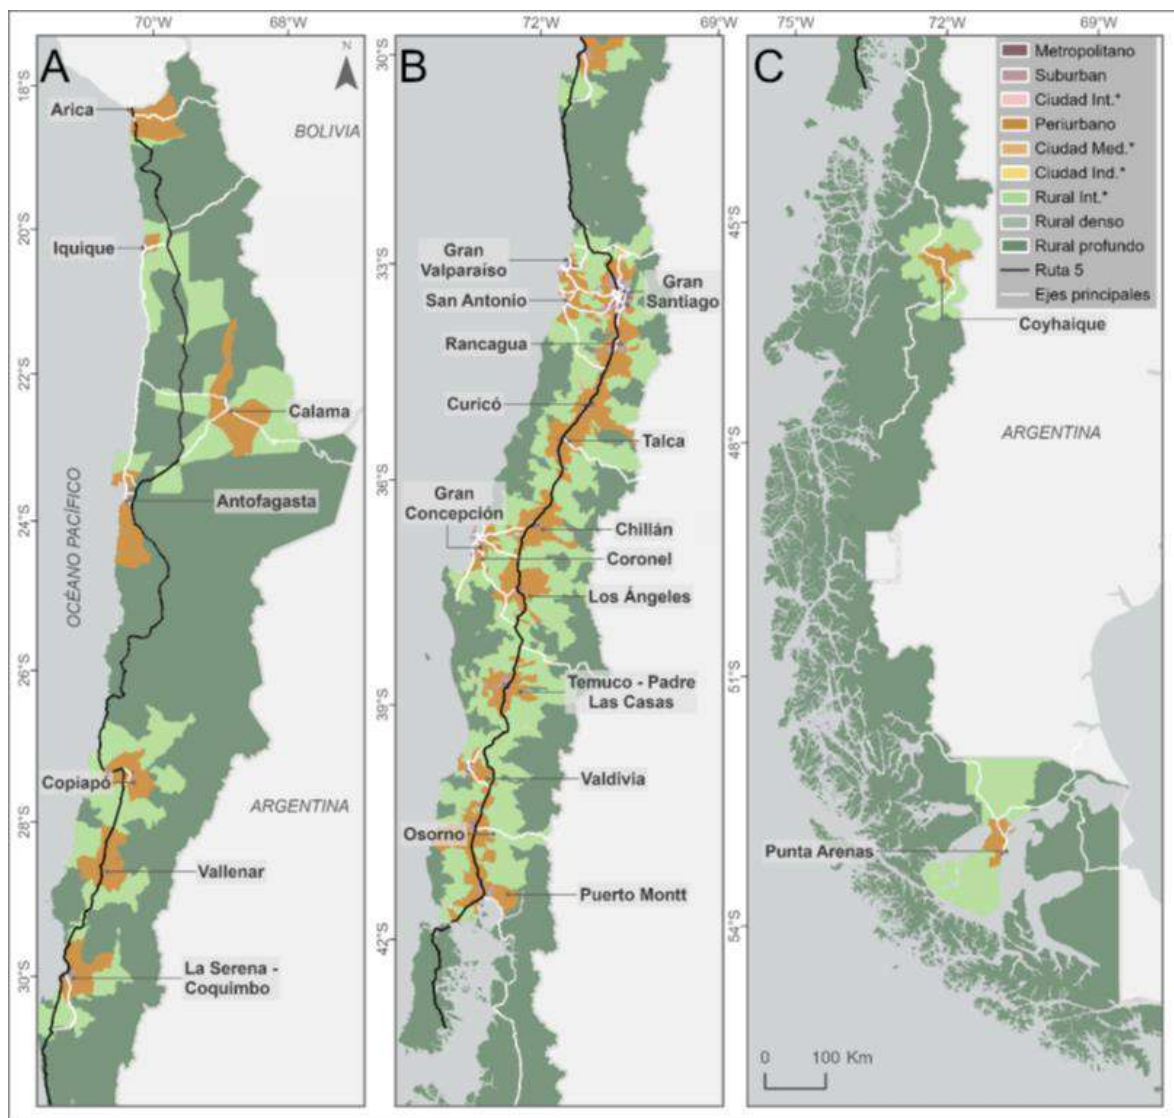 70°W
68°W
A
N
18°S
20°S
22°S
24°S
26°S
28°S
30°S
Arica
BOLIVIA
Iquique
Calama
Antofagasta
OCÉANO PACÍFICO
Copiapó
ARGENTINA
Vallenar
La Serena -
Coquimbo
72°W
69°W
B
30°S
33°S
36°S
39°S
42°S
Gran
Valparaíso
San Antonio
Gran
Santiago
Rancagua
Curicó
Talca
Gran
Concepción
Chillán
Coronel
Los Ángeles
Temuco - Padre
Las Casas
Valdivia
Osorno
Puerto Montt
75°W
72°W
69°W
C
45°S
48°S
51°S
54°S
Metropolitano
Suburban
Ciudad Int.*
Periurbano
Ciudad Med.*
Ciudad Ind.*
Rural Int.*
Rural denso
Rural profundo
Ruta 5
Ejes principales
Coyhaique
ARGENTINA
Punta Arenas
0 100 Km